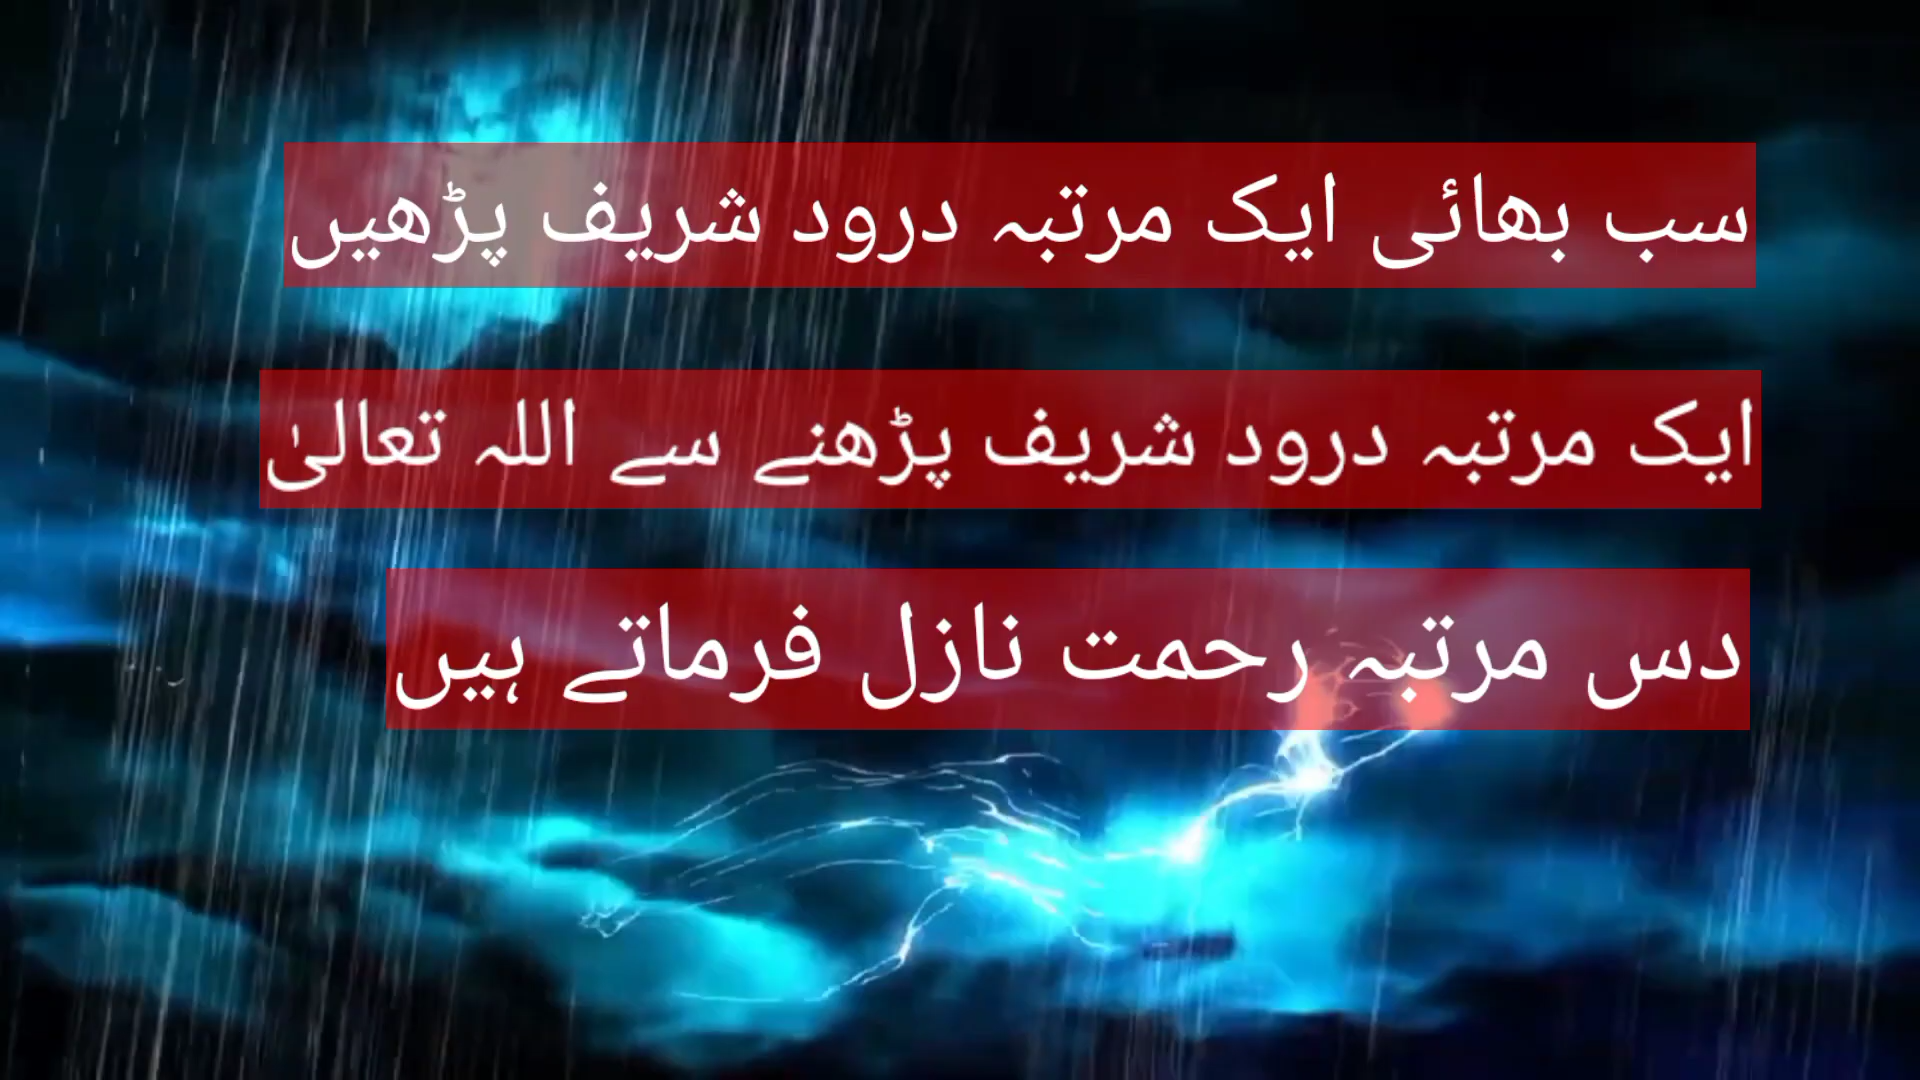 سب بھائی ایک مرتبہ درود شریف پڑھیں
ایک مرتبہ درود شریف پڑھنے سے اللہ تعالیٰ
دس مرتبہ رحمت نازل فرماتے ہیں